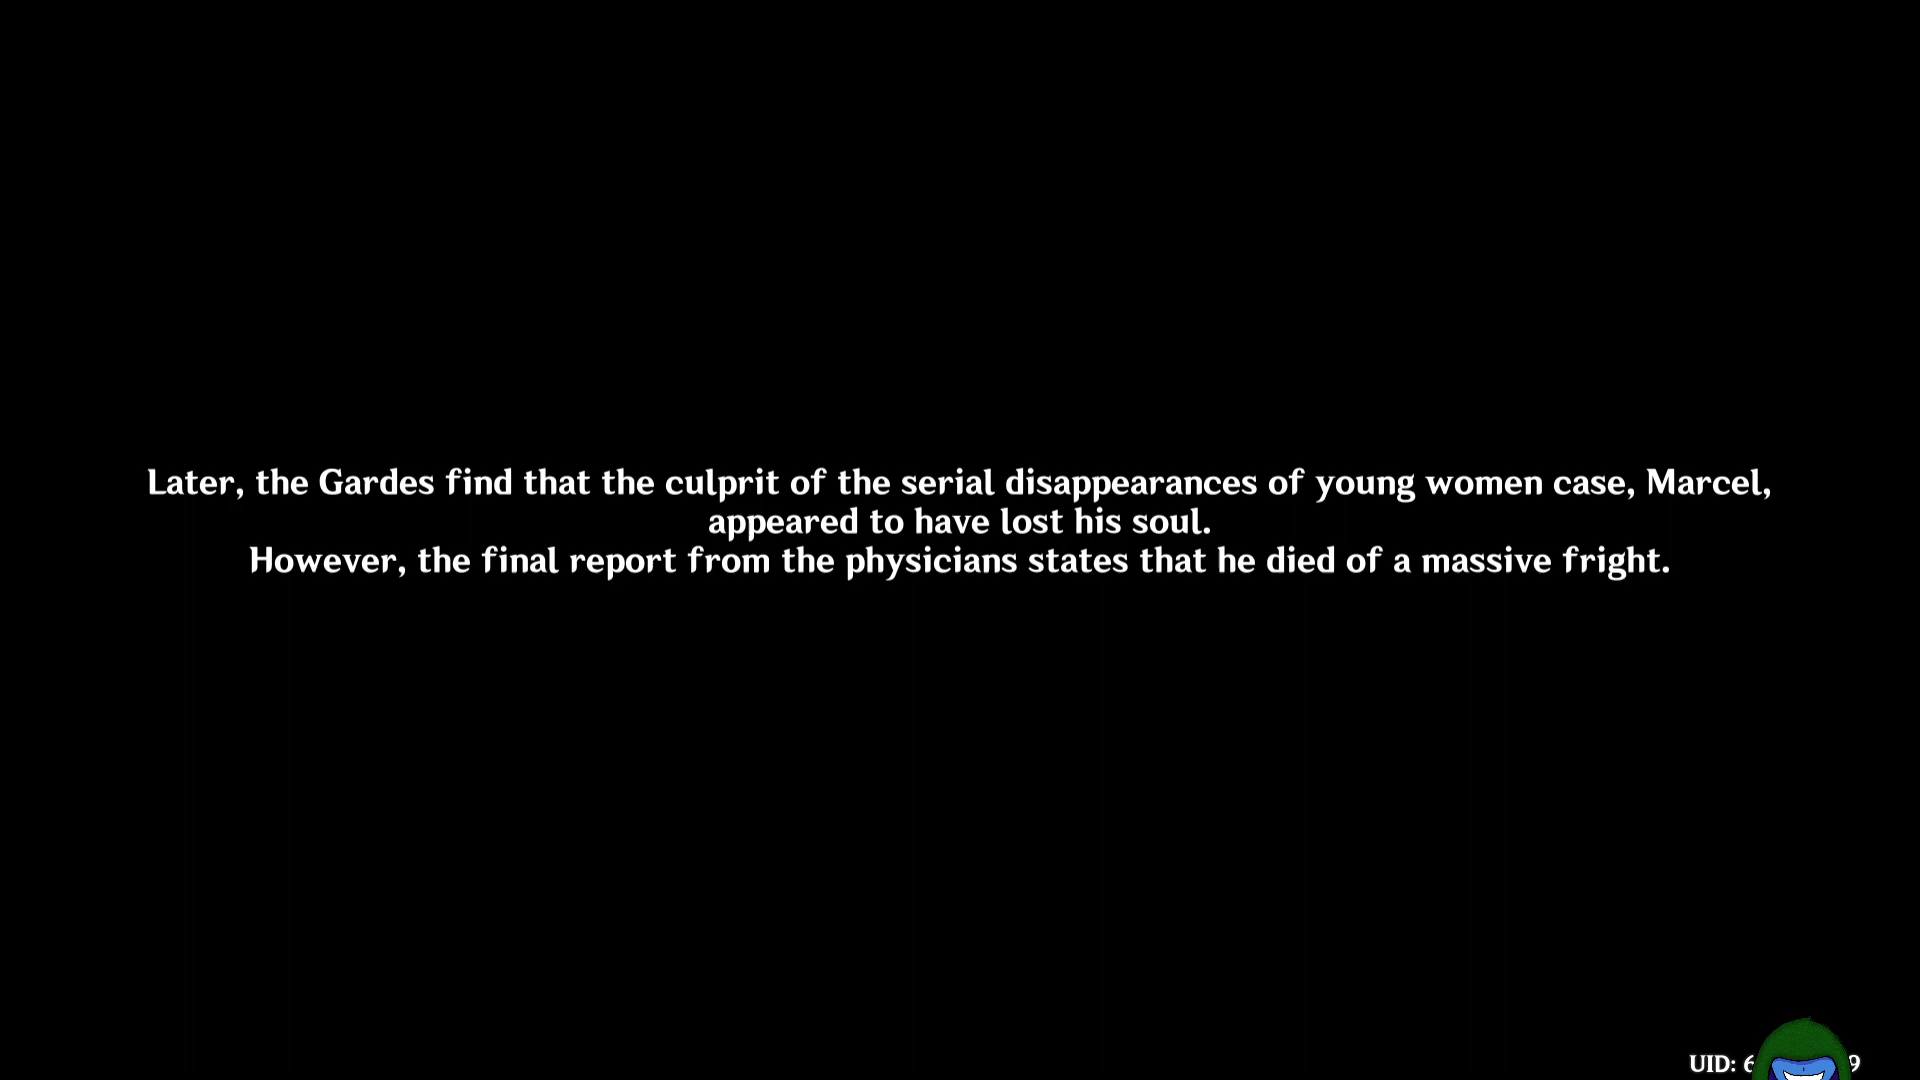 Later, the Gardes find that the culprit of the serial disappearances of young women case, Marcel,
appeared to have lost his soul.
However, the final report from the physicians states that he died of a massive fright.
UID: 6 9